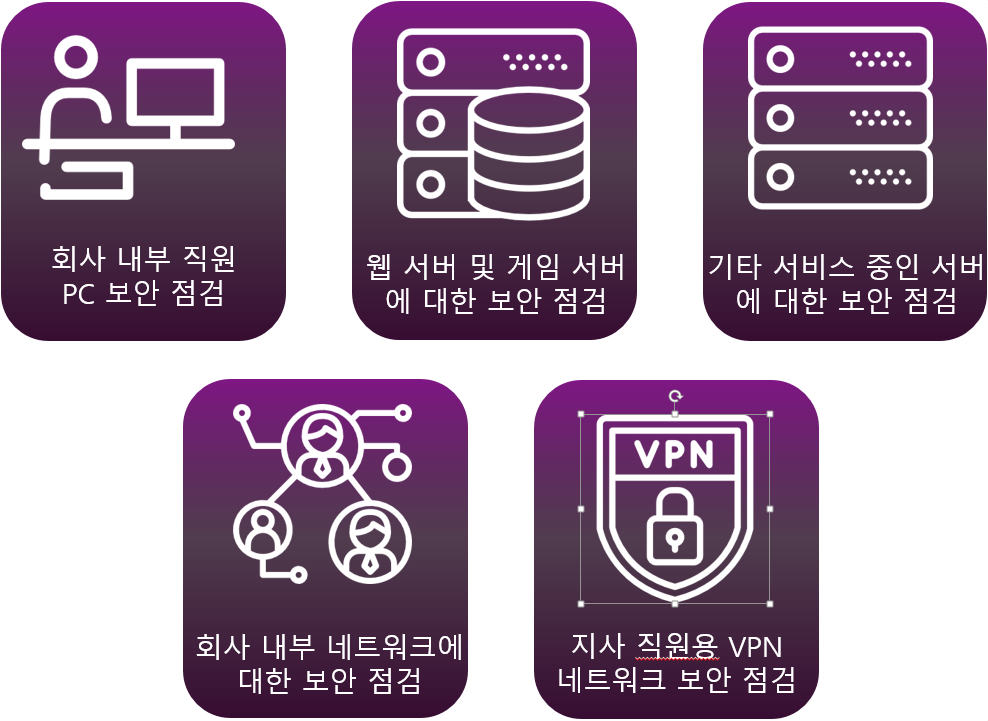 회사 내부 직원
PC 보안 점검
웹 서버 및 게임 서버
에 대한 보안 점검
기타 서비스 중인 서버
에 대한 보안 점검
회사 내부 네트워크에
대한 보안 점검
VPN
지사 직원용 VPN
네트워크 보안 점검